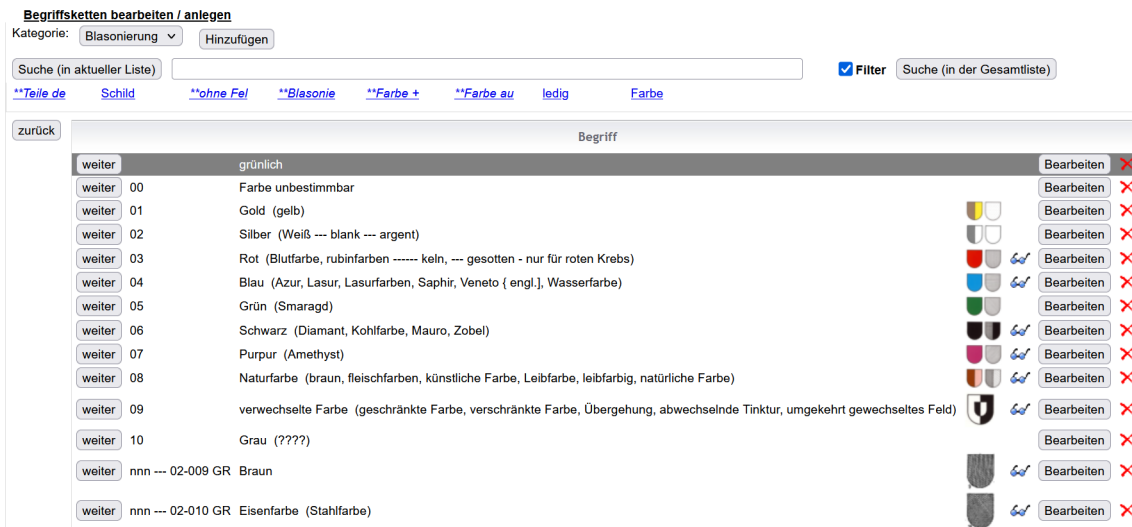 Begriffsketten bearbeiten / anlegen
Kategorie: Blasonierung Hinzufügen
Suche (in aktueller Liste) Filter Suche (in der Gesamtliste)
**Teile de Schild **ohne Fel **Blasonie **Farbe + **Farbe au ledig Farbe
zurück Begriff
weiter grünlich Bearbeiten
weiter 00 Farbe unbestimmbar Bearbeiten
weiter 01 Gold (gelb) Bearbeiten
weiter 02 Silber (Weiß --- blank --- argent) Bearbeiten
weiter 03 Rot (Blutfarbe, rubinfarben ------ keln, --- gesotten - nur für roten Krebs) Bearbeiten
weiter 04 Blau (Azur, Lasur, Lasurfarben, Saphir, Veneto { engl.], Wasserfarbe) Bearbeiten
weiter 05 Grün (Smaragd) Bearbeiten
weiter 06 Schwarz (Diamant, Kohlfarbe, Mauro, Zobel) Bearbeiten
weiter 07 Purpur (Amethyst) Bearbeiten
weiter 08 Naturfarbe (braun, fleischfarben, künstliche Farbe, Leibfarbe, leibfarbig, natürliche Farbe) Bearbeiten
weiter 09 verwechselte Farbe (geschränkte Farbe, verschränkte Farbe, Übergehung, abwechselnde Tinktur, umgekehrt gewechseltes Feld) Bearbeiten
weiter 10 Grau (????) Bearbeiten
weiter nnn --- 02-009 GR Braun Bearbeiten
weiter nnn --- 02-010 GR Eisenfarbe (Stahlfarbe) Bearbeiten